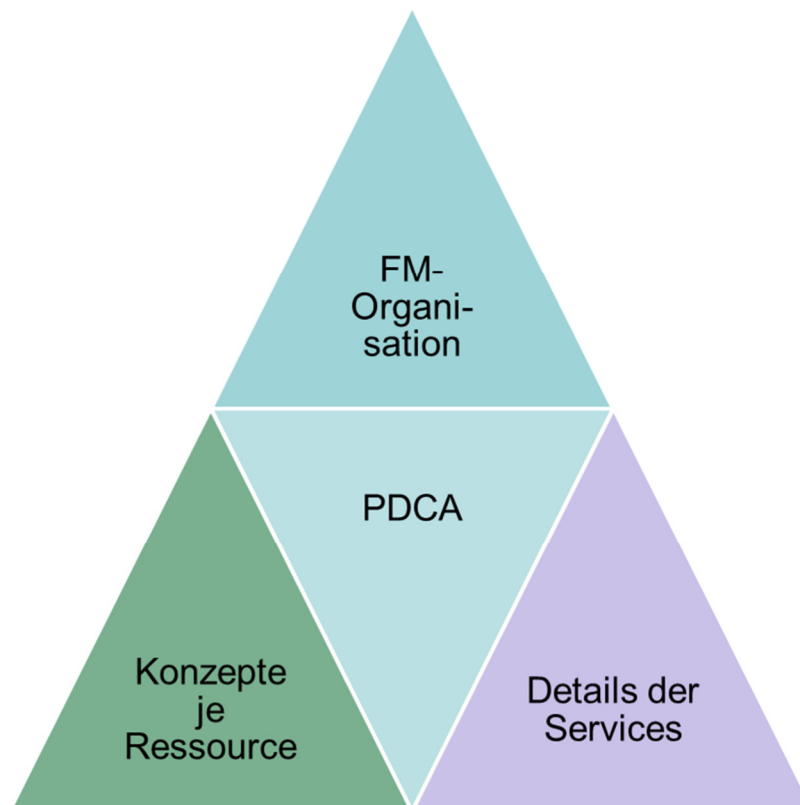 FM-
Organi-
sation
PDCA
Konzepte
je
Ressource
Details der
Services